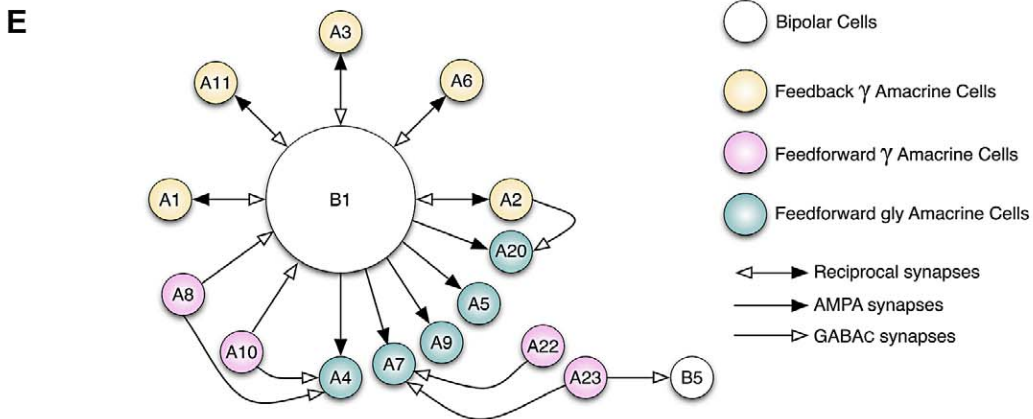 E
A3
A11
A6
A1
B1
A2
A20
A8
A5
A10
A9
A22
A4
A7
A23
B5
Bipolar Cells
Feedback γ Amacrine Cells
Feedforward γ Amacrine Cells
Feedforward gly Amacrine Cells
Reciprocal synapses
AMPA synapses
GABAc synapses